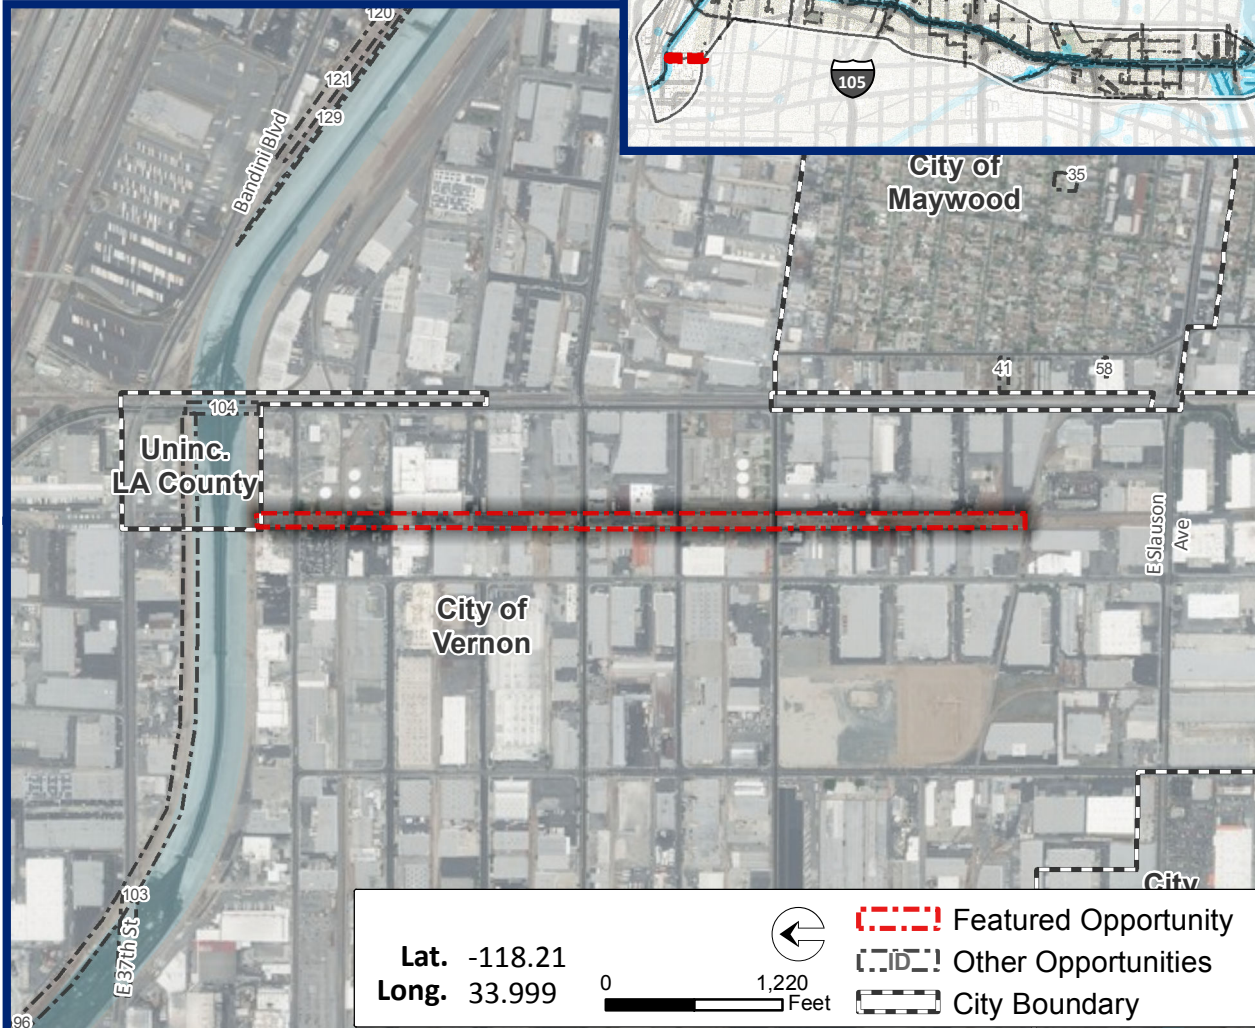 120
105
121
129
Bandini Blvd
City of
Maywood
35
41
58
104
Uninc.
LA County
E Slauson
Ave
City of
Vernon
City
103
E 37th St
96
Lat. -118.21
Long. 33.999
0 1,220
Feet
Featured Opportunity
ID Other Opportunities
City Boundary